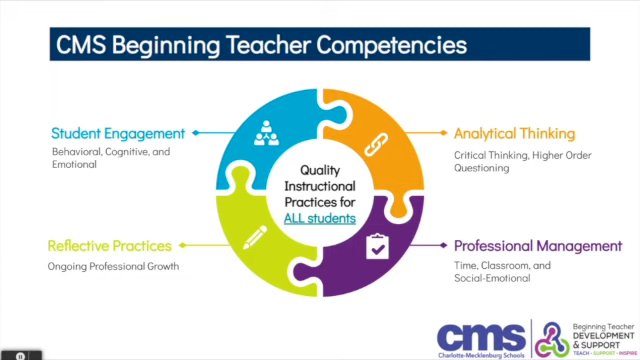 CMS Beginning Teacher Competencies
Student Engagement
Behavioral, Cognitive, and
Emotional
Analytical Thinking
Critical Thinking, Higher Order
Questioning
Quality
Instructional
Practices for
ALL students
Reflective Practices
Ongoing Professional Growth
Professional Management
Time, Classroom, and
Social-Emotional
cms
Charlotte-Mecklenburg Schools
Beginning Teacher
DEVELOPMENT
& SUPPORT
TEACH • SUPPORT • INSPIRE